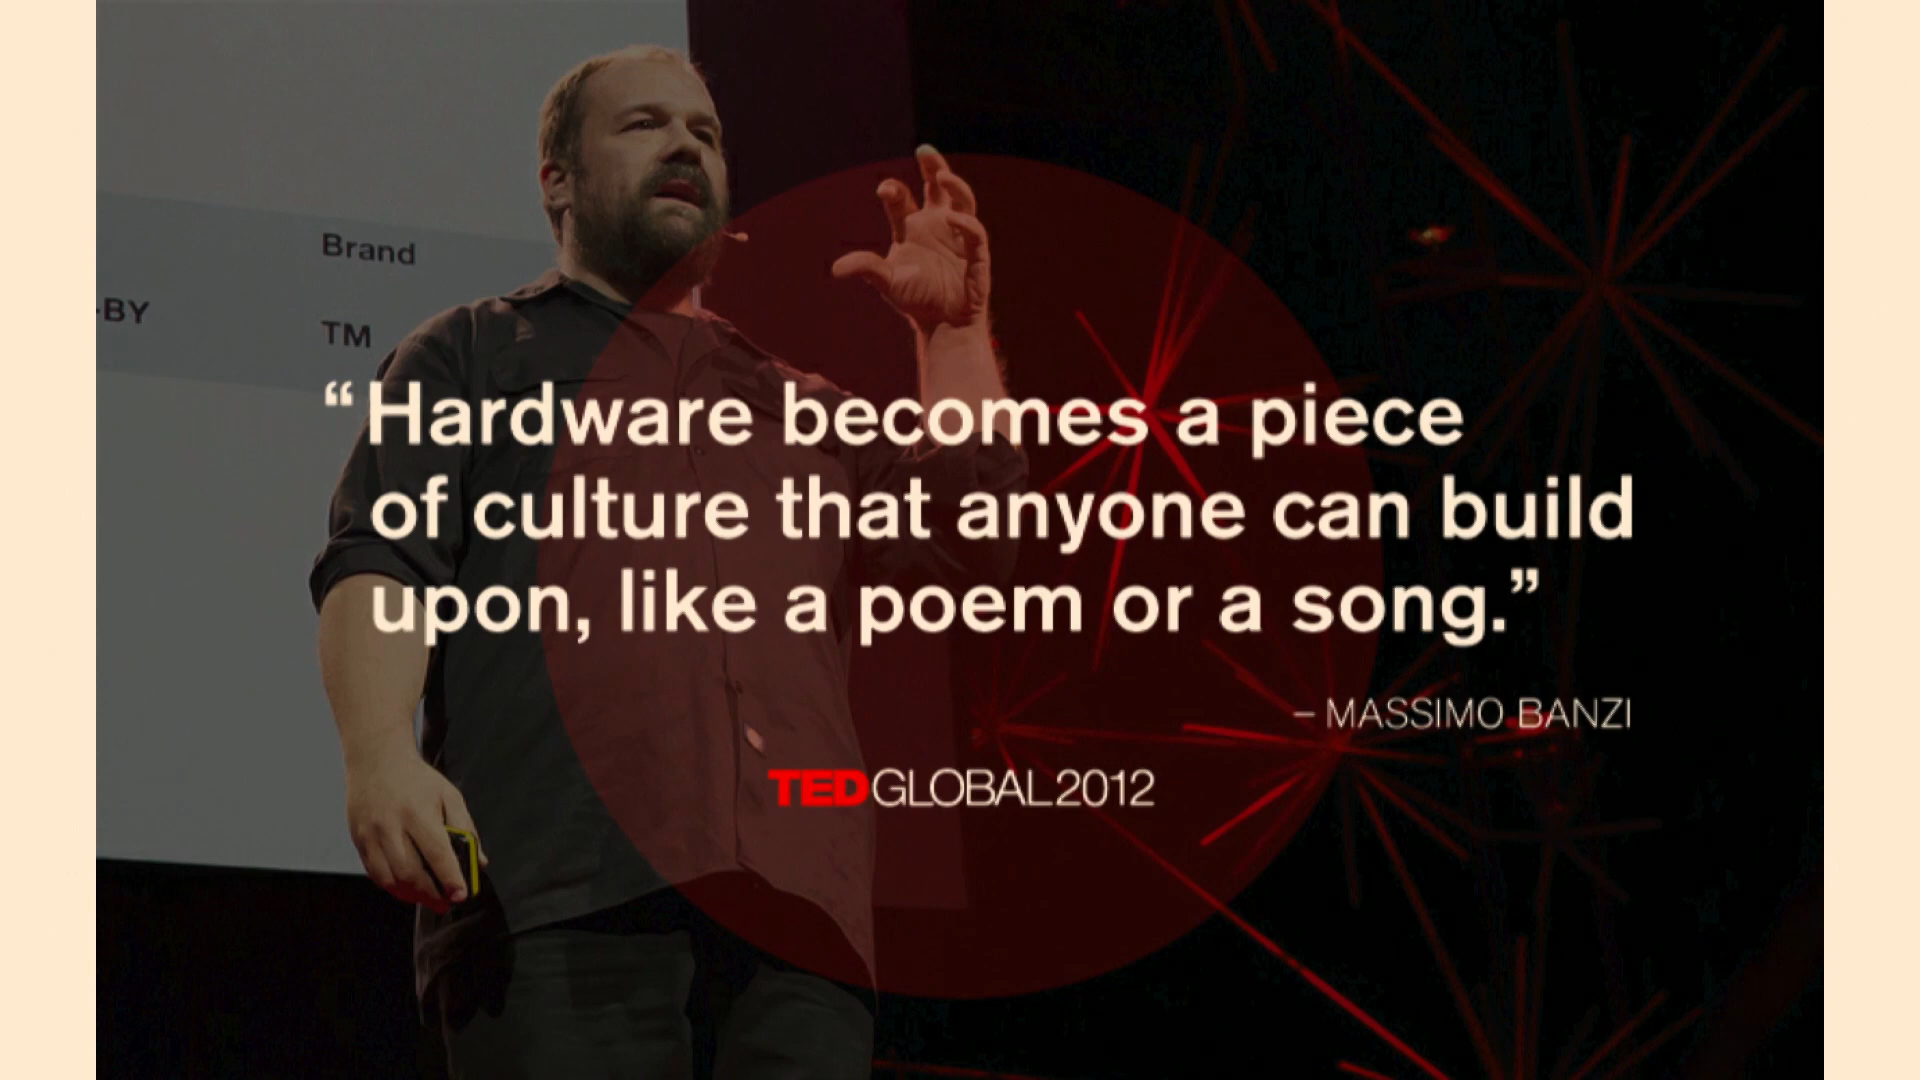 Brand
-BY
TM
“Hardware becomes a piece
of culture that anyone can build
upon, like a poem or a song.”
– MASSIMO BANZI
TEDGLOBAL2012